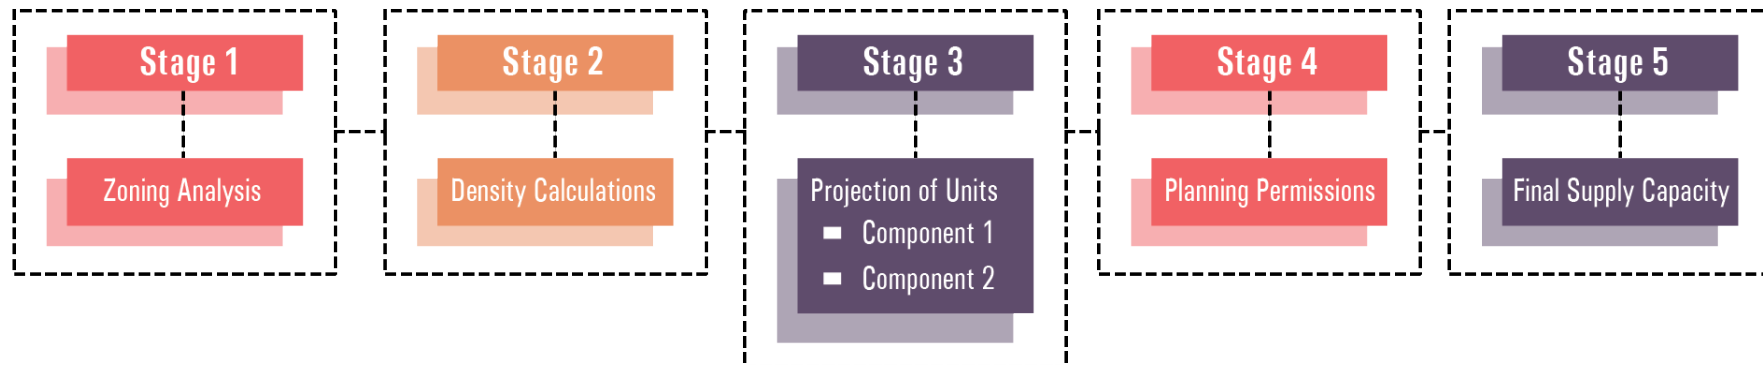 Stage 1
Zoning Analysis
Stage 2
Density Calculations
Stage 3
Projection of Units
Component 1
Component 2
Stage 4
Planning Permissions
Stage 5
Final Supply Capacity